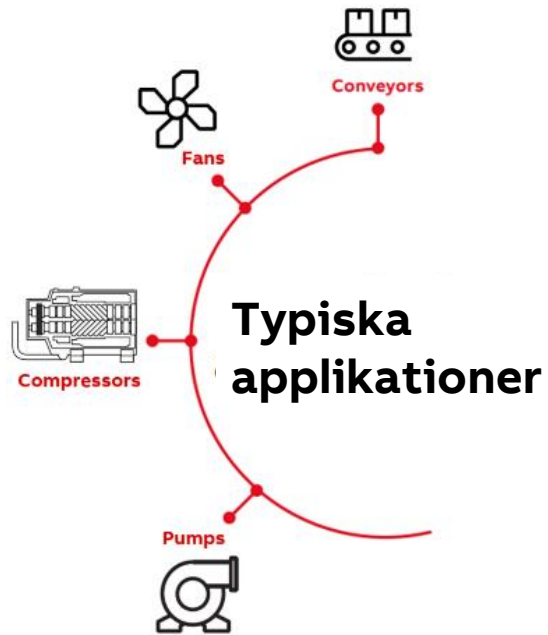 Conveyors
Fans
Typiska
applikationer
Compressors
Pumps